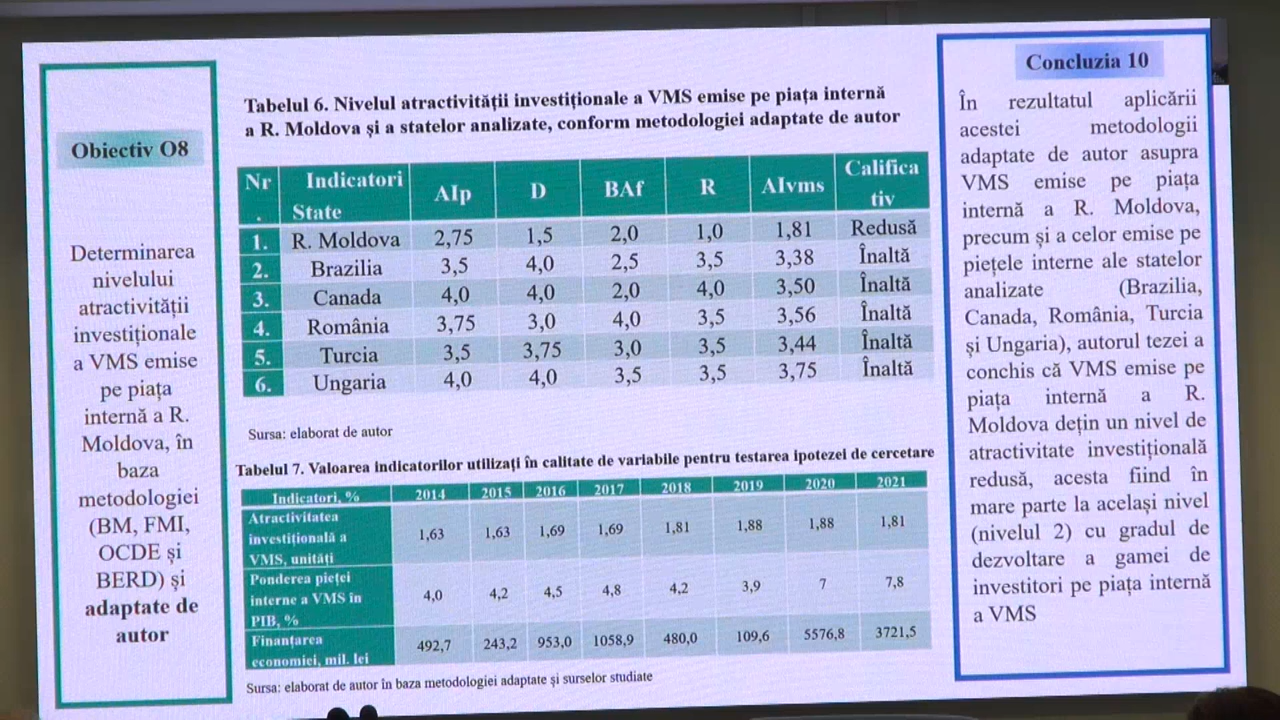 Obiectiv O8
Determinarea
nivelului
atractivității
investiționale
a VMS emise
pe piața
internă a R.
Moldova, în
baza
metodologiei
(BM, FMI,
OCDE și
BERD) și
adaptate de
autor
Tabelul 6. Nivelul atractivității investiționale a VMS emise pe piața internă
a R. Moldova și a statelor analizate, conform metodologiei adaptate de autor
Nr . Indicatori State AIp D BAf R AIvms Califica tiv
1. R. Moldova 2,75 1,5 2,0 1,0 1,81 Redusă
2. Brazilia 3,5 4,0 2,5 3,5 3,38 Înaltă
3. Canada 4,0 4,0 2,0 4,0 3,50 Înaltă
4. România 3,75 3,0 4,0 3,5 3,56 Înaltă
5. Turcia 3,5 3,75 3,0 3,5 3,44 Înaltă
6. Ungaria 4,0 4,0 3,5 3,5 3,75 Înaltă
Sursa: elaborat de autor
Tabelul 7. Valoarea indicatorilor utilizați în calitate de variabile pentru testarea ipotezei de cercetare
Indicatori, % 2014 2015 2016 2017 2018 2019 2020 2021
Atractivitatea
investițională a
VMS, unități
1,63 1,63 1,69 1,69 1,81 1,88 1,88 1,81
Ponderea pieței
interne a VMS în
PIB, %
4,0 4,2 4,5 4,8 4,2 3,9 7 7,8
Finanțarea
economiei, mil. lei
492,7 243,2 953,0 1058,9 480,0 109,6 5576,8 3721,5
Sursa: elaborat de autor în baza metodologiei adaptate și surselor studiate
Concluzia 10
În rezultatul aplicării
acestei metodologii
adaptate de autor asupra
VMS emise pe piața
internă a R. Moldova,
precum și a celor emise pe
piețele interne ale statelor
analizate (Brazilia,
Canada, România, Turcia
și Ungaria), autorul tezei a
conchis că VMS emise pe
piața internă a R.
Moldova dețin un nivel de
atractivitate investițională
redusă, acesta fiind în
mare parte la același nivel
(nivelul 2) cu gradul de
dezvoltare a gamei de
investitori pe piața internă
a VMS